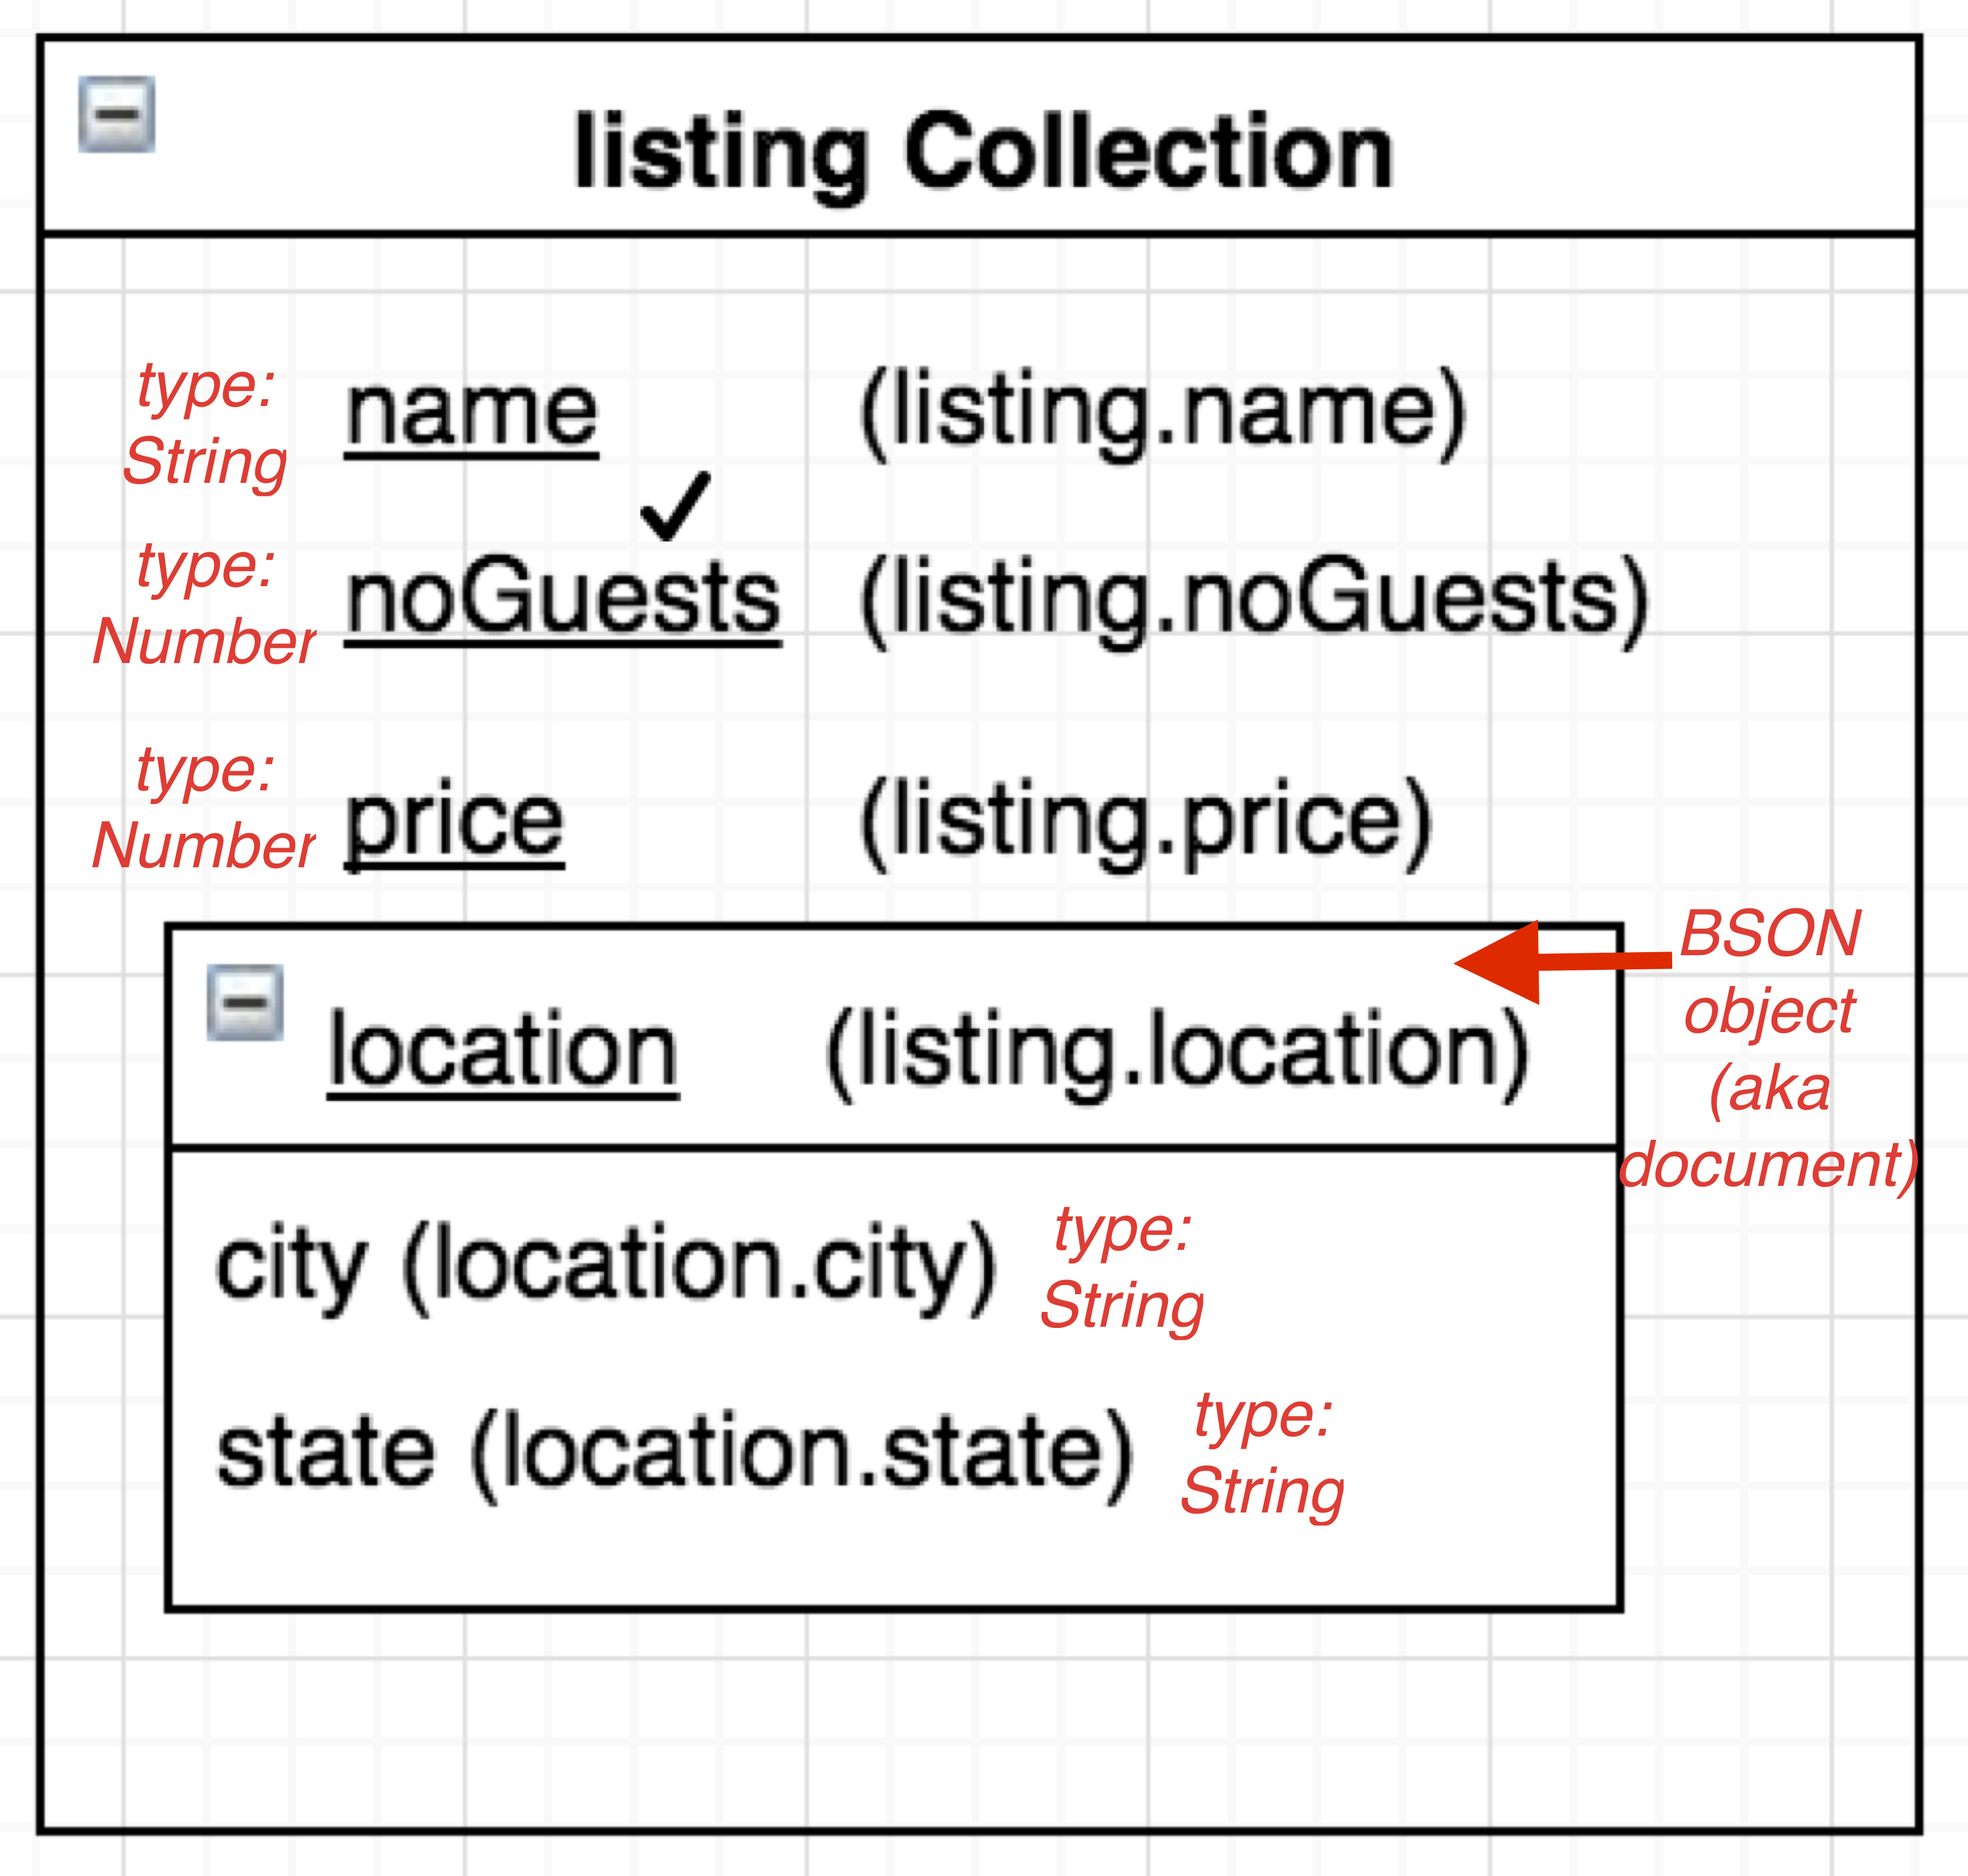 listing Collection
type:
String
name (listing.name)
type:
Number
noGuests (listing.noGuests)
type:
Number
price (listing.price)
BSON
object
(aka
document)
location (listing.location)
city (location.city)
type:
String
state (location.state)
type:
String